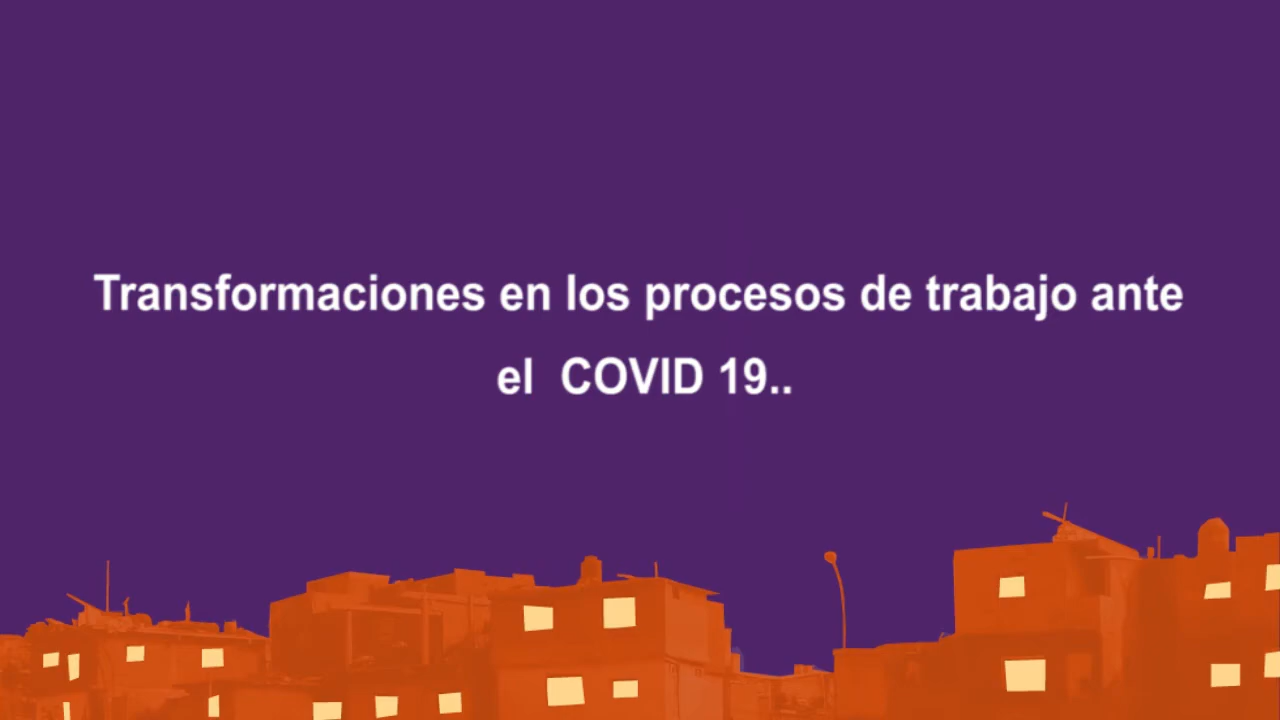 Transformaciones en los procesos de trabajo ante
el  COVID 19..